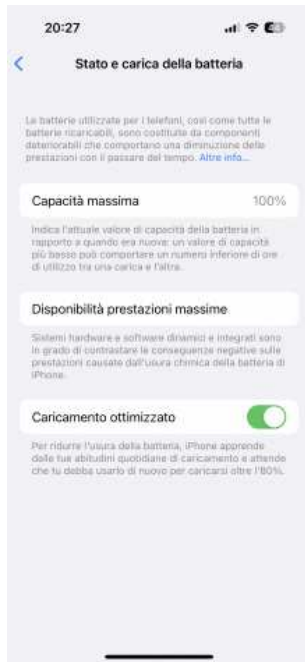 20:27
Stato e carica della batteria
Le batterie utilizzate per i telefoni, così come tutte le
batterie ricaricabili, sono costituite da componenti
deteriorabili che comportano una diminuzione delle
prestazioni con il passare del tempo. Altre info...
Capacità massima 100%
Indica l'attuale valore di capacità della batteria in
rapporto a quando era nuova: un valore di capacità
più basso può comportare un numero inferiore di ore
di utilizzo tra una carica e l'altra.
Disponibilità prestazioni massime
Sistemi hardware e software dinamici e integrati sono
in grado di contrastare le conseguenze negative sulle
prestazioni causate dall'usura chimica della batteria di
iPhone.
Caricamento ottimizzato
Per ridurre l'usura della batteria, iPhone apprende
dalle tue abitudini quotidiane di caricamento e attende
che tu debba usarlo di nuovo per caricarsi oltre l'80%.